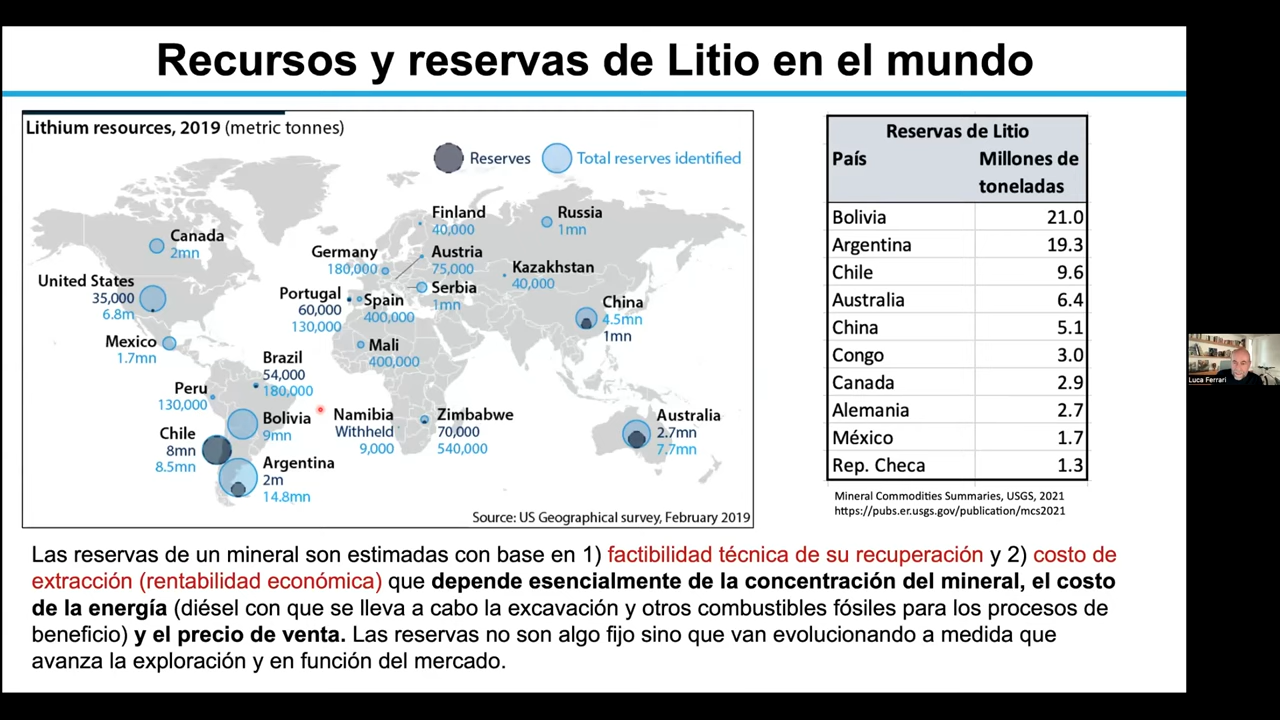 Recursos y reservas de Litio en el mundo
Lithium resources, 2019 (metric tonnes)
Reserves
Total reserves identified
Finland
40,000
Russia
1mn
Canada
2mn
Germany
180,000
Austria
75,000
Kazakhstan
40,000
United States
35,000
6.8m
Portugal
60,000
130,000
Spain
400,000
Serbia
1mn
China
4.5mn
1mn
Mexico
1.7mn
Mali
400,000
Brazil
54,000
180,000
Peru
130,000
Bolivia
9mn
Namibia
Withheld
9,000
Zimbabwe
70,000
540,000
Australia
2.7mn
7.7mn
Chile
8mn
8.5mn
Argentina
2m
14.8mn
Source: US Geographical survey, February 2019
Reservas de Litio
País Millones de
toneladas
Bolivia 21.0
Argentina 19.3
Chile 9.6
Australia 6.4
China 5.1
Congo 3.0
Canada 2.9
Alemania 2.7
México 1.7
Rep. Checa 1.3
Mineral Commodities Summaries, USGS, 2021
https://pubs.er.usgs.gov/publication/mcs2021
Las reservas de un mineral son estimadas con base en 1) factibilidad técnica de su recuperación y 2) costo de
extracción (rentabilidad económica) que depende esencialmente de la concentración del mineral, el costo
de la energía (diésel con que se lleva a cabo la excavación y otros combustibles fósiles para los procesos de
beneficio) y el precio de venta. Las reservas no son algo fijo sino que van evolucionando a medida que
avanza la exploración y en función del mercado.
Luca Ferrari